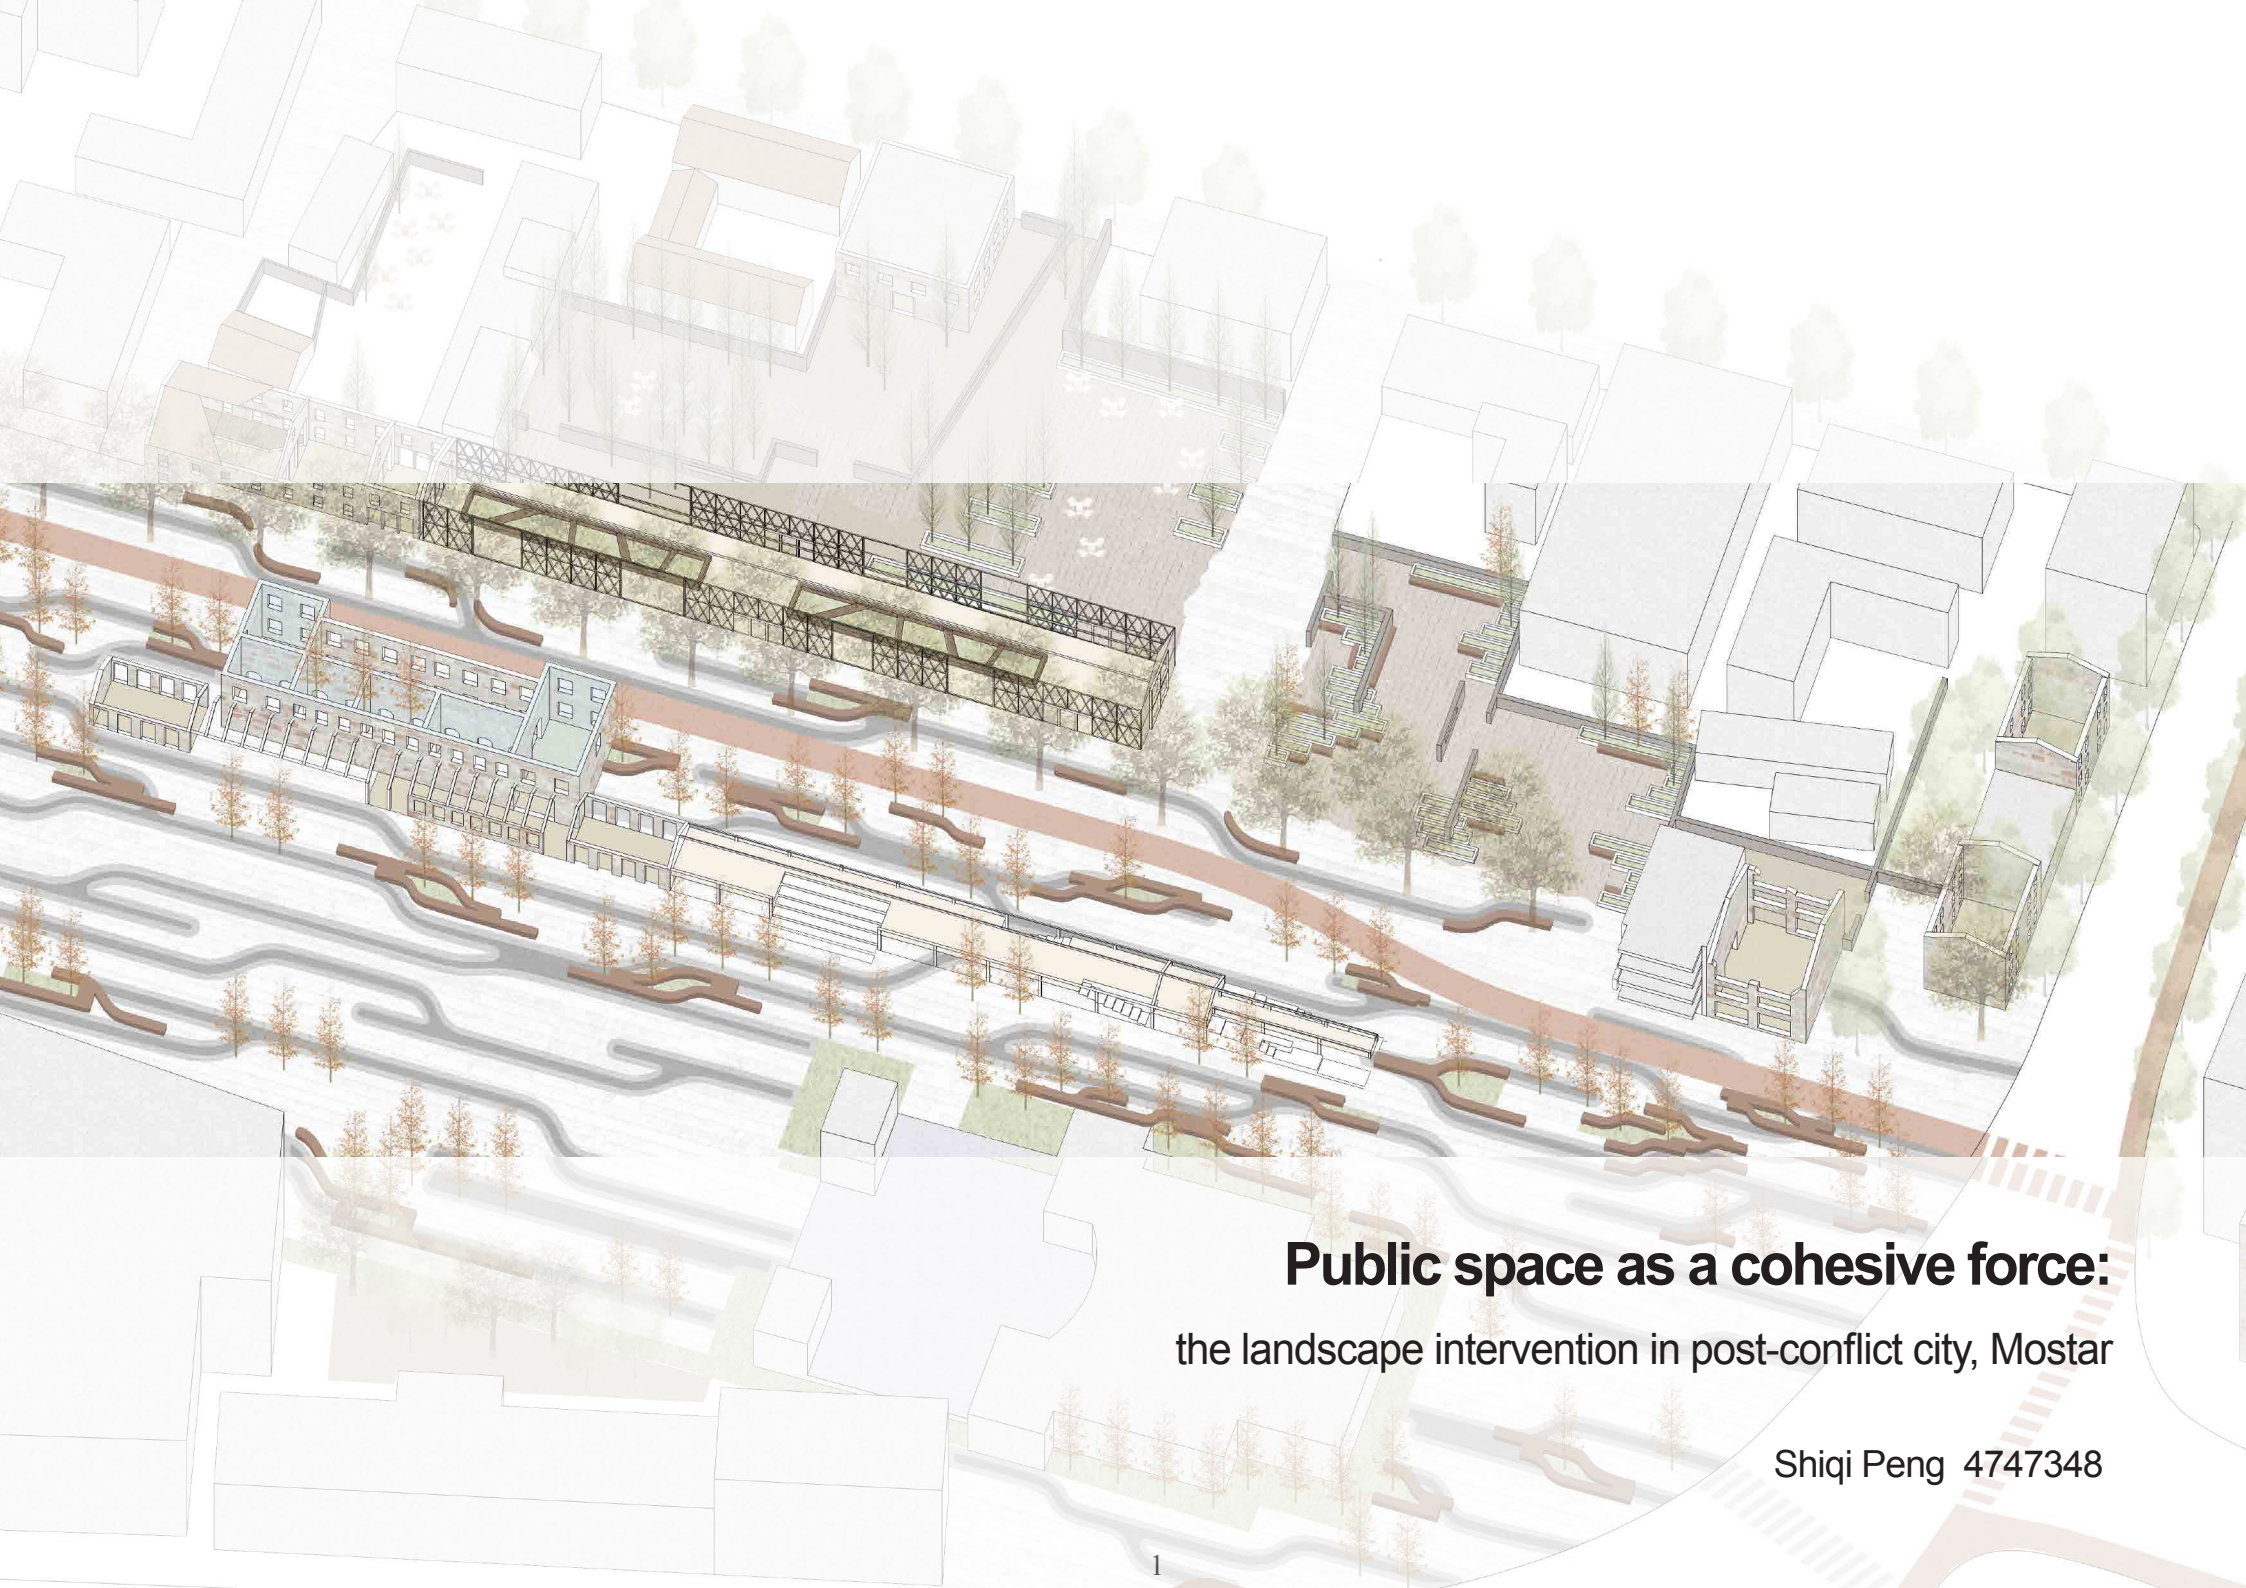 Public space as a cohesive force:
the landscape intervention in post-conflict city, Mostar
Shiqi Peng 4747348
1